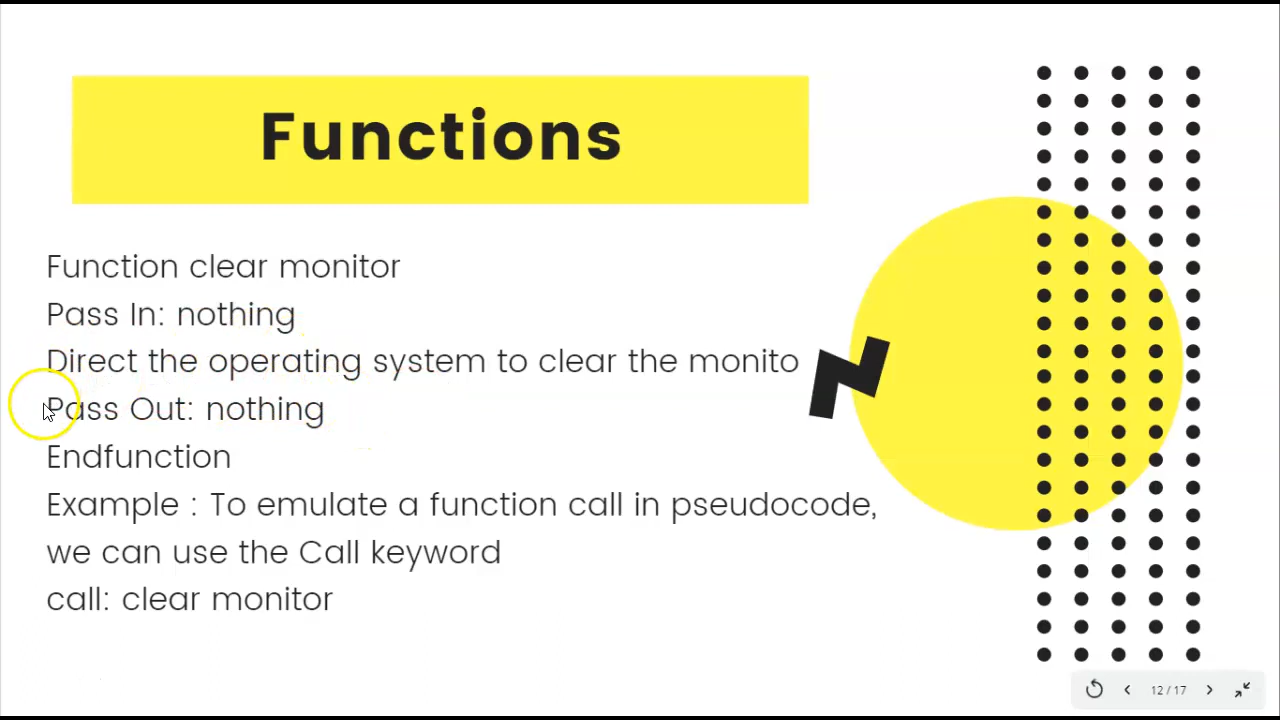 Functions
Function clear monitor
Pass In: nothing
Direct the operating system to clear the monito
Pass Out: nothing
Endfunction
Example : To emulate a function call in pseudocode,
we can use the Call keyword
call: clear monitor
12 / 17